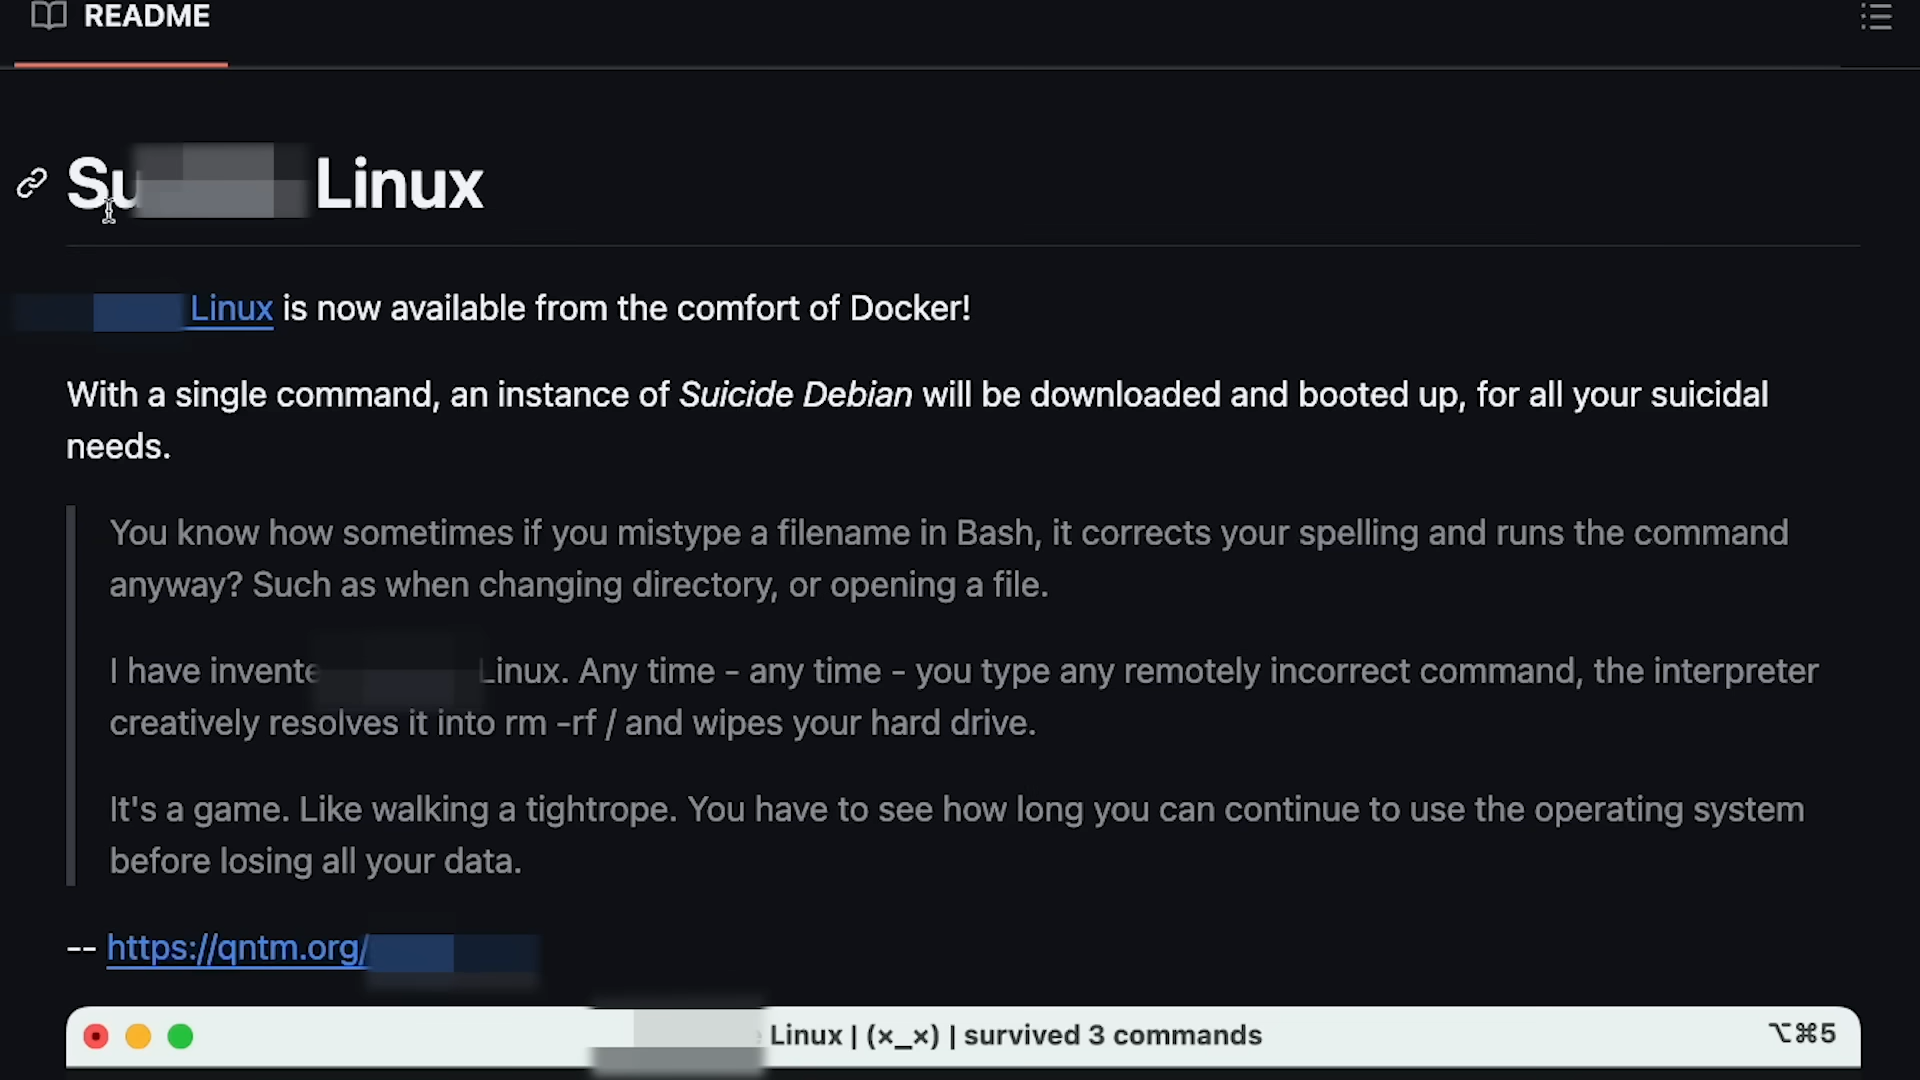 README
Su Linux
Linux is now available from the comfort of Docker!
With a single command, an instance of Suicide Debian will be downloaded and booted up, for all your suicidal
needs.
You know how sometimes if you mistype a filename in Bash, it corrects your spelling and runs the command
anyway? Such as when changing directory, or opening a file.
I have invente Linux. Any time - any time - you type any remotely incorrect command, the interpreter
creatively resolves it into rm -rf / and wipes your hard drive.
It's a game. Like walking a tightrope. You have to see how long you can continue to use the operating system
before losing all your data.
-- https://qntm.org/
Linux | (x_x) | survived 3 commands ⌥⌘5